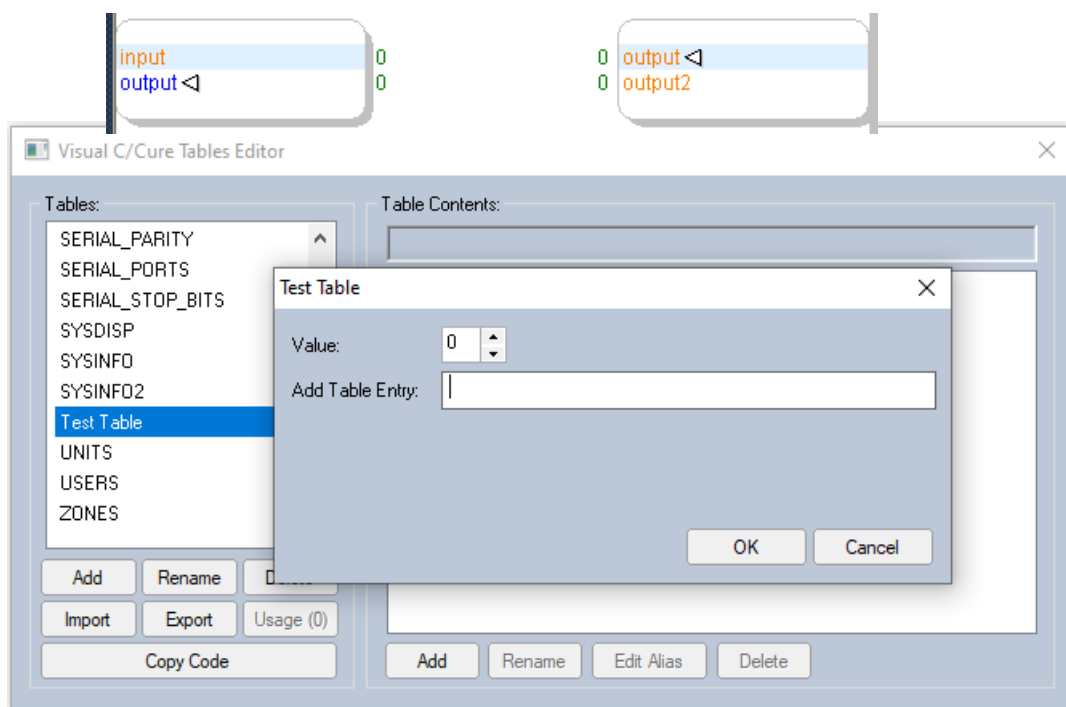 input 0 0 output
output 0 0 output2
Visual C/Cure Tables Editor
Tables:
Table Contents:
SERIAL_PARITY
SERIAL_PORTS
SERIAL_STOP_BITS
SYSDISP
SYSINFO
SYSINFO2
Test Table
UNITS
USERS
ZONES
Test Table
Value: 0
Add Table Entry:
OK Cancel
Add Rename
Import Export Usage (0)
Copy Code
Add Rename Edit Alias Delete